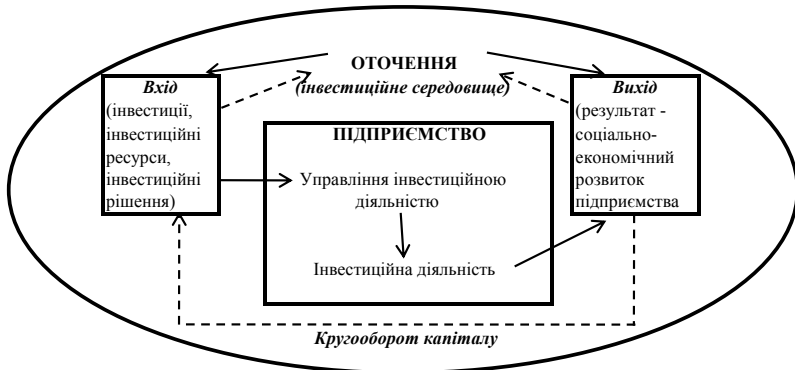 ОТОЧЕННЯ
(інвестиційне середовище)
Вхід
(інвестиції,
інвестиційні
ресурси,
інвестиційні
рішення)
ПІДПРИЄМСТВО
Управління інвестиційною
діяльністю
Інвестиційна діяльність
Вихід
(результат -
соціально-
економічний
розвиток
підприємства
Кругооборот капіталу